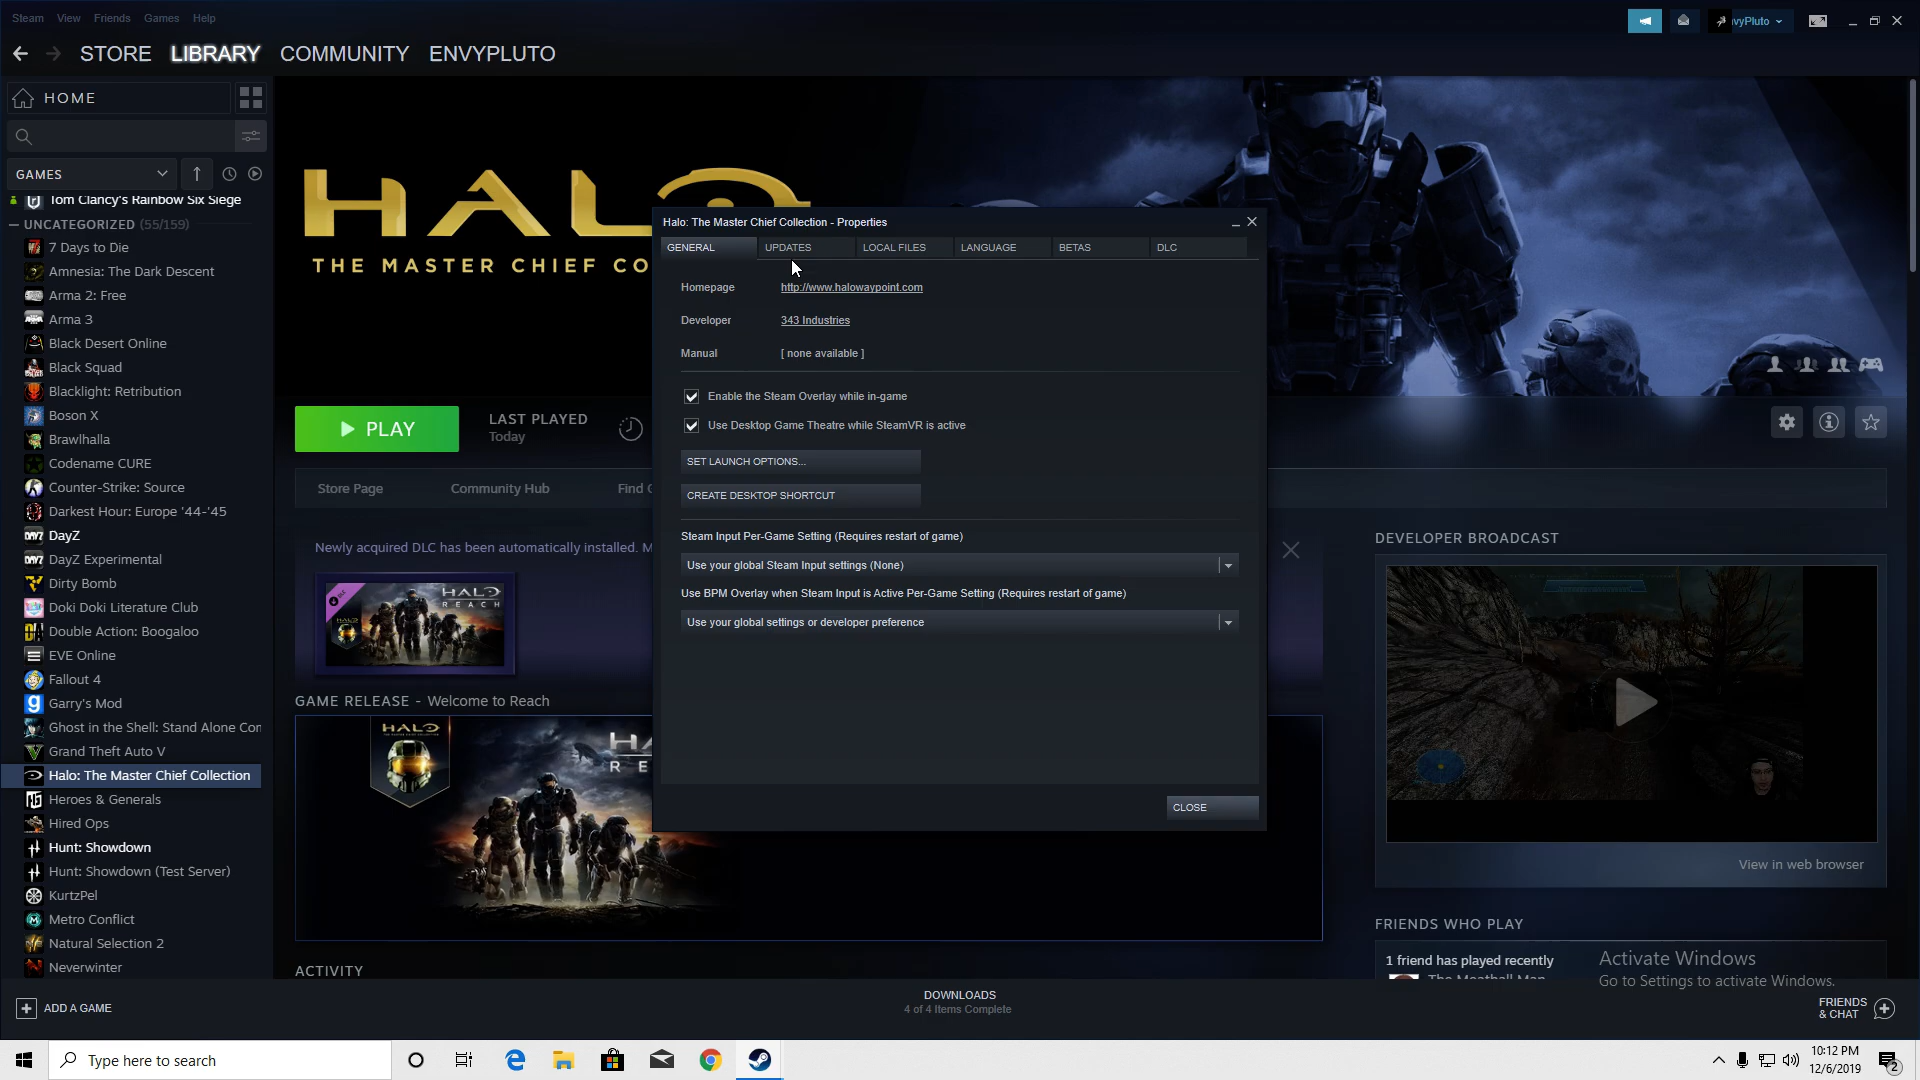 Steam View Friends Games Help
vyPluto
STORE LIBRARY COMMUNITY ENVYPLUTO
HOME
GAMES
Tom Clancy's Rainbow Six Siege
UNCATEGORIZED (55/159)
7 Days to Die
Amnesia: The Dark Descent
Arma 2: Free
Arma 3
Black Desert Online
Black Squad
Blacklight: Retribution
Boson X
Brawlhalla
Codename CURE
Counter-Strike: Source
Darkest Hour: Europe '44-'45
DayZ
DayZ Experimental
Dirty Bomb
Doki Doki Literature Club
Double Action: Boogaloo
EVE Online
Fallout 4
Garry's Mod
Ghost in the Shell: Stand Alone Con
Grand Theft Auto V
Halo: The Master Chief Collection
Heroes & Generals
Hired Ops
Hunt: Showdown
Hunt: Showdown (Test Server)
KurtzPel
Metro Conflict
Natural Selection 2
Neverwinter
ADD A GAME
HALO
THE MASTER CHIEF CO
PLAY
LAST PLAYED
Today
Store Page Community Hub Find
Newly acquired DLC has been automatically installed. M
HALO
REACH
GAME RELEASE - Welcome to Reach
HALO
HA
RE
ACTIVITY
Halo: The Master Chief Collection - Properties
GENERAL UPDATES LOCAL FILES LANGUAGE BETAS DLC
Homepage http://www.halowaypoint.com
Developer 343 Industries
Manual [ none available ]
Enable the Steam Overlay while in-game
Use Desktop Game Theatre while SteamVR is active
SET LAUNCH OPTIONS...
CREATE DESKTOP SHORTCUT
Steam Input Per-Game Setting (Requires restart of game)
Use your global Steam Input settings (None)
Use BPM Overlay when Steam Input is Active Per-Game Setting (Requires restart of game)
Use your global settings or developer preference
CLOSE
DEVELOPER BROADCAST
View in web browser
FRIENDS WHO PLAY
1 friend has played recently
The Meatball Man
Activate Windows
Go to Settings to activate Windows.
DOWNLOADS
4 of 4 Items Complete
FRIENDS
& CHAT
Type here to search
10:12 PM
12/6/2019
2